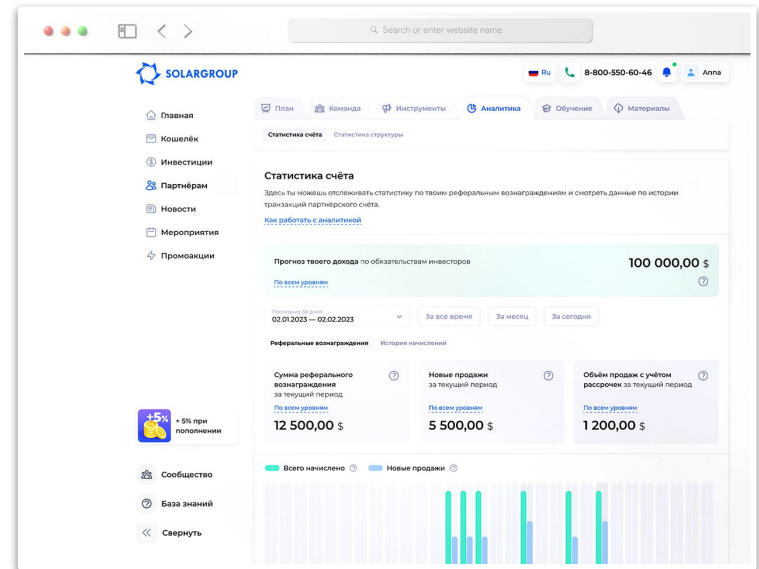 Search or enter website name
SOLARGROUP
Ru
8-800-550-60-46
Anna
Главная
Кошелёк
Инвестиции
Партнёрам
Новости
Мероприятия
Промоакции
План
Команда
Инструменты
Аналитика
Обучение
Материалы
Статистика счёта
Статистика структуры
Статистика счёта
Здесь ты можешь отслеживать статистику по твоим реферальным вознаграждениям и смотреть данные по истории
транзакций партнёрского счёта.
Как работать с аналитикой
Прогноз твоего дохода по обязательствам инвесторов
100 000,00 $
?
По всем уровням
Последние 30 дней
02.01.2023 — 02.02.2023
За всё время
За месяц
За сегодня
Реферальные вознаграждения
История начислений
Сумма реферального
вознаграждения
за текущий период
?
По всем уровням
12 500,00 $
Новые продажи
за текущий период
?
По всем уровням
5 500,00 $
Объём продаж с учётом
рассрочек за текущий период
?
По всем уровням
1 200,00 $
Всего начислено ?
Новые продажи ?
+5%
+ 5% при
пополнении
Сообщество
База знаний
Свернуть